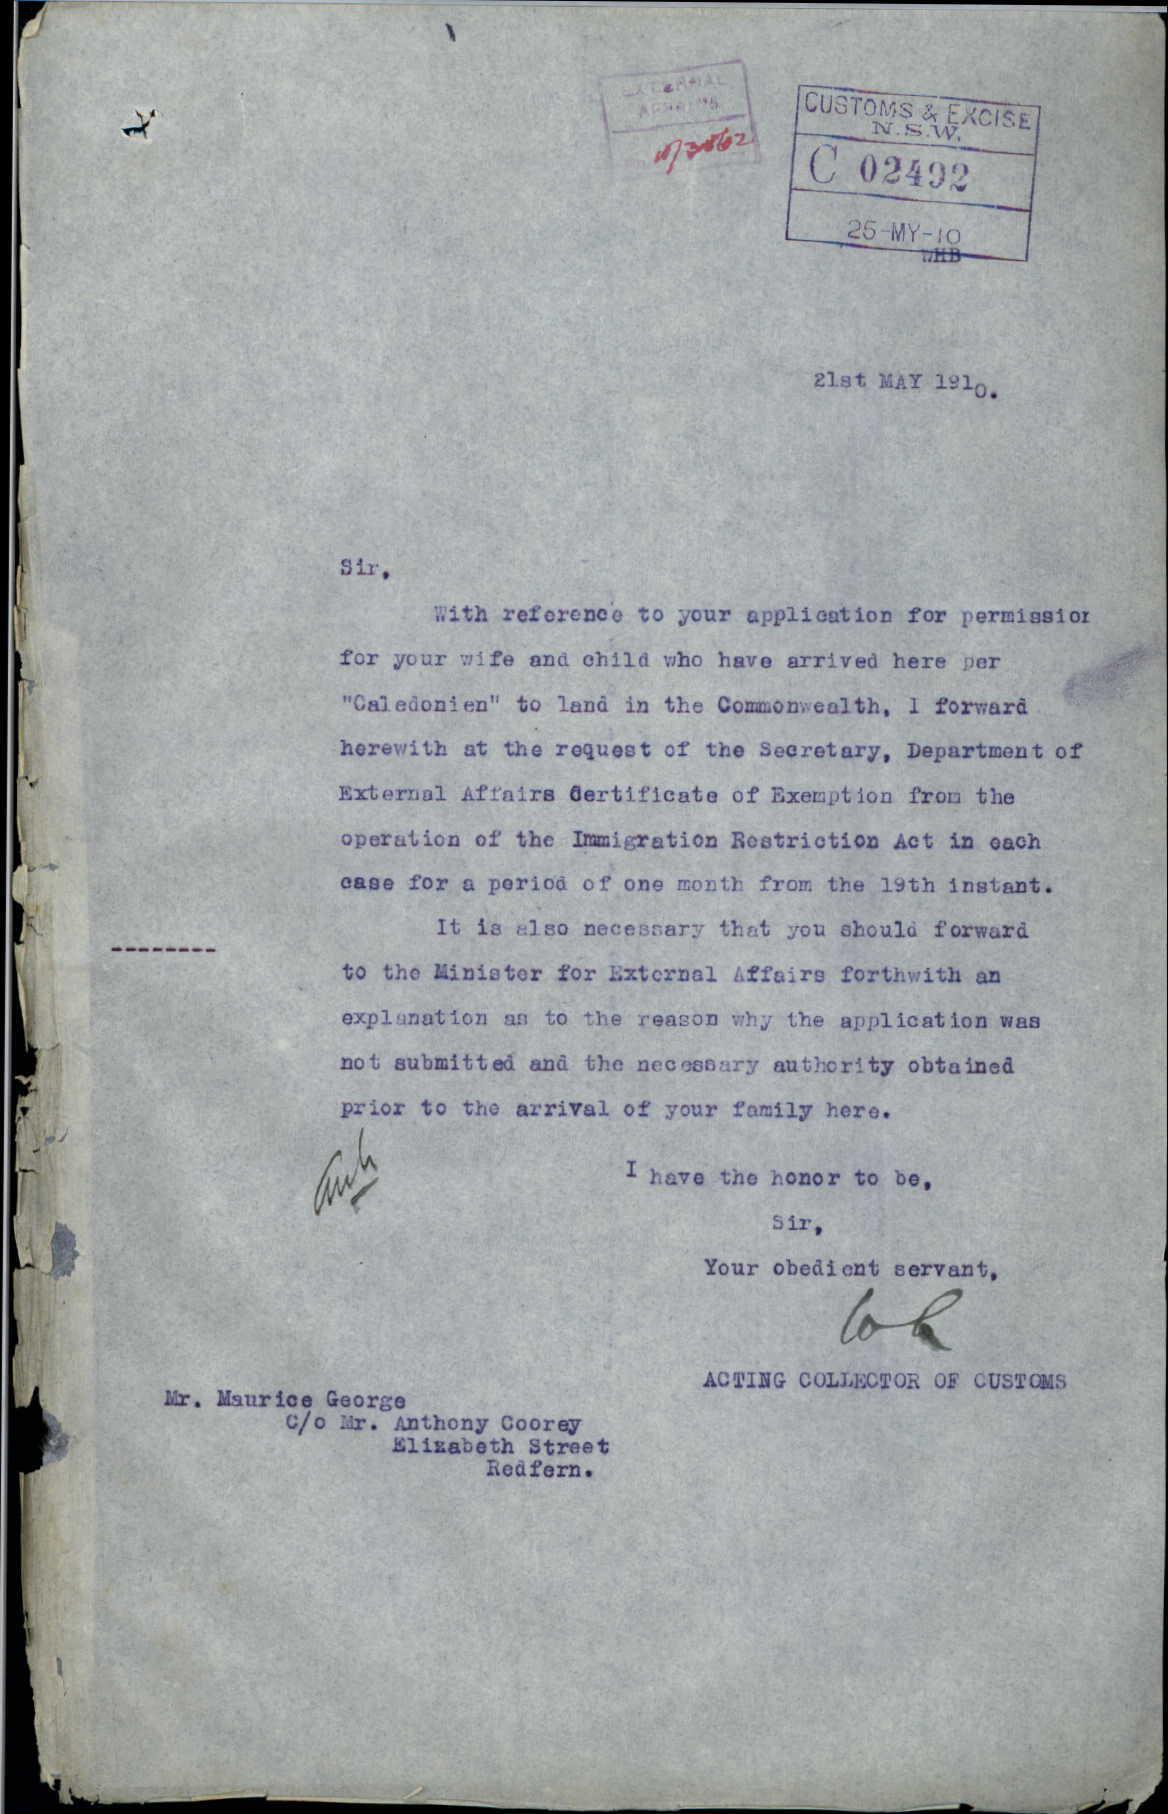 EXTERNAL
AFFAIRS
CUSTOMS & EXCISE
N.S.W.
C 02492
25-MY-10
WHB
21st MAY 1910.
Sir,
With reference to your application for permission
for your wife and child who have arrived here per
"Caledonien" to land in the Commonwealth, I forward
herewith at the request of the Secretary, Department of
External Affairs Certificate of Exemption from the
operation of the Immigration Restriction Act in each
case for a period of one month from the 19th instant.
It is also necessary that you should forward
--------
to the Minister for External Affairs forthwith an
explanation as to the reason why the application was
not submitted and the necessary authority obtained
prior to the arrival of your family here.
I have the honor to be,
Sir,
Your obedient servant,
ACTING COLLECTOR OF CUSTOMS
Mr. Maurice George
C/o Mr. Anthony Coorey
Elizabeth Street
Redfern.